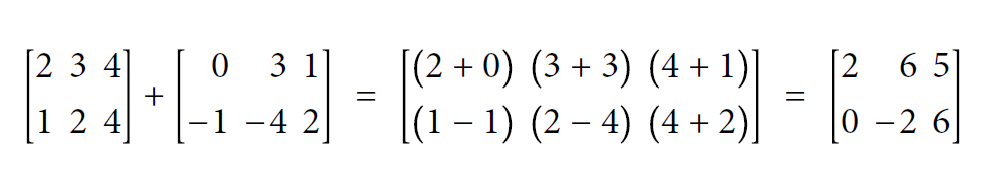 [2 3 4] + [0 3 1] = [(2 + 0) (3 + 3) (4 + 1)] = [2 6 5]
[1 2 4] [−1 −4 2] [(1 − 1) (2 − 4) (4 + 2)] [0 −2 6]